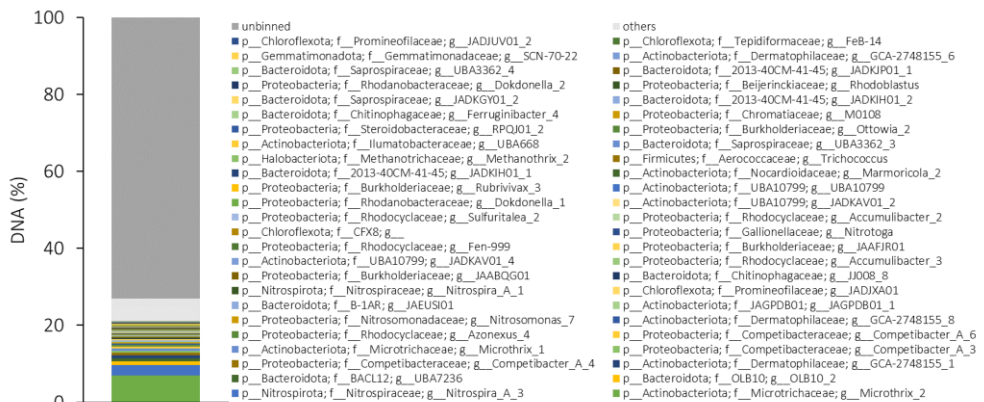 100
80
60
40
20
0
DNA (%)
unbinned
p__Chloroflexota; f__Promineofilaceae; g__JADJUV01_2
p__Gemmatimonadota; f__Gemmatimonadaceae; g__SCN-70-22
p__Bacteroidota; f__Saprospiraceae; g__UBA3362_4
p__Proteobacteria; f__Rhodanobacteraceae; g__Dokdonella_2
p__Bacteroidota; f__Saprospiraceae; g__JADKGY01_2
p__Bacteroidota; f__Chitinophagaceae; g__Ferruginibacter_4
p__Proteobacteria; f__Steroidobacteraceae; g__RPQJ01_2
p__Actinobacteriota; f__Ilumatobacteraceae; g__UBA668
p__Halobacteriota; f__Methanotrichaceae; g__Methanothrix_2
p__Bacteroidota; f__2013-40CM-41-45; g__JADKIH01_1
p__Proteobacteria; f__Burkholderiaceae; g__Rubrivivax_3
p__Proteobacteria; f__Rhodanobacteraceae; g__Dokdonella_1
p__Proteobacteria; f__Rhodocyclaceae; g__Sulfuritalea_2
p__Chloroflexota; f__CFX8; g__
p__Proteobacteria; f__Rhodocyclaceae; g__Fen-999
p__Actinobacteriota; f__UBA10799; g__JADKAV01_4
p__Proteobacteria; f__Burkholderiaceae; g__JAABQG01
p__Nitrospirota; f__Nitrospiraceae; g__Nitrospira_A_1
p__Bacteroidota; f__B-1AR; g__JAEUSI01
p__Proteobacteria; f__Nitrosomonadaceae; g__Nitrosomonas_7
p__Proteobacteria; f__Rhodocyclaceae; g__Azonexus_4
p__Actinobacteriota; f__Microtrichaceae; g__Microthrix_1
p__Proteobacteria; f__Competibacteraceae; g__Competibacter_A_4
p__Bacteroidota; f__BACL12; g__UBA7236
p__Nitrospirota; f__Nitrospiraceae; g__Nitrospira_A_3
others
p__Chloroflexota; f__Tepidiformaceae; g__FeB-14
p__Actinobacteriota; f__Dermatophilaceae; g__GCA-2748155_6
p__Bacteroidota; f__2013-40CM-41-45; g__JADKJP01_1
p__Proteobacteria; f__Beijerinckiaceae; g__Rhodoblastus
p__Bacteroidota; f__2013-40CM-41-45; g__JADKIH01_2
p__Proteobacteria; f__Chromatiaceae; g__M0108
p__Proteobacteria; f__Burkholderiaceae; g__Ottowia_2
p__Bacteroidota; f__Saprospiraceae; g__UBA3362_3
p__Firmicutes; f__Aerococcaceae; g__Trichococcus
p__Actinobacteriota; f__Nocardioidaceae; g__Marmoricola_2
p__Actinobacteriota; f__UBA10799; g__UBA10799
p__Actinobacteriota; f__UBA10799; g__JADKAV01_2
p__Proteobacteria; f__Rhodocyclaceae; g__Accumulibacter_2
p__Proteobacteria; f__Gallionellaceae; g__Nitrotoga
p__Proteobacteria; f__Burkholderiaceae; g__JAAFJR01
p__Proteobacteria; f__Rhodocyclaceae; g__Accumulibacter_3
p__Bacteroidota; f__Chitinophagaceae; g__JJ008_8
p__Chloroflexota; f__Promineofilaceae; g__JADJXA01
p__Actinobacteriota; f__JAGPDB01; g__JAGPDB01_1
p__Actinobacteriota; f__Dermatophilaceae; g__GCA-2748155_8
p__Proteobacteria; f__Competibacteraceae; g__Competibacter_A_6
p__Proteobacteria; f__Competibacteraceae; g__Competibacter_A_3
p__Actinobacteriota; f__Dermatophilaceae; g__GCA-2748155_1
p__Bacteroidota; f__OLB10; g__OLB10_2
p__Actinobacteriota; f__Microtrichaceae; g__Microthrix_2